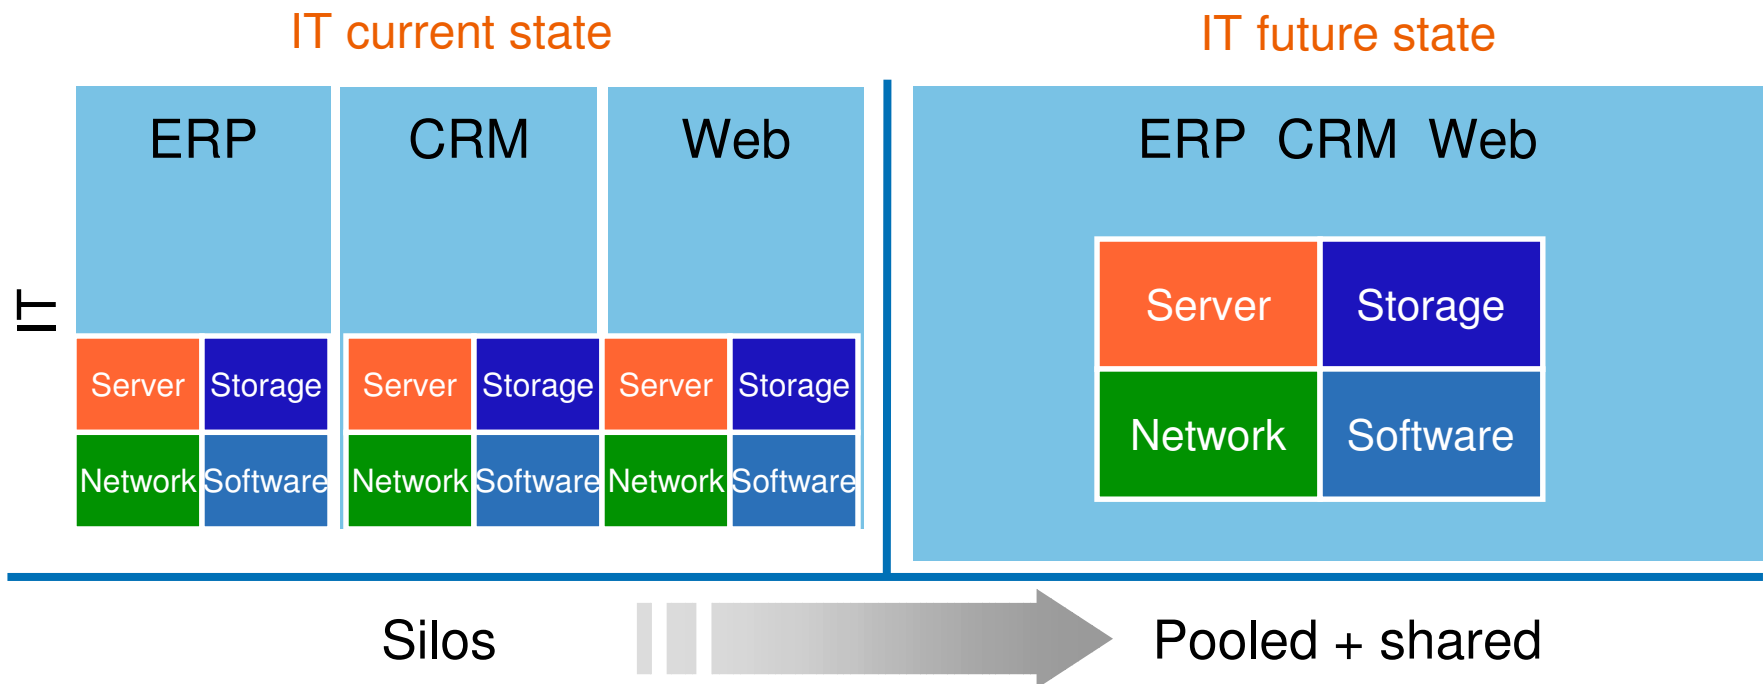 IT current state
IT future state
ERP CRM Web
ERP CRM Web
IT
Server Storage Server Storage Server Storage
Network Software Network Software Network Software
Server Storage
Network Software
Silos
Pooled + shared